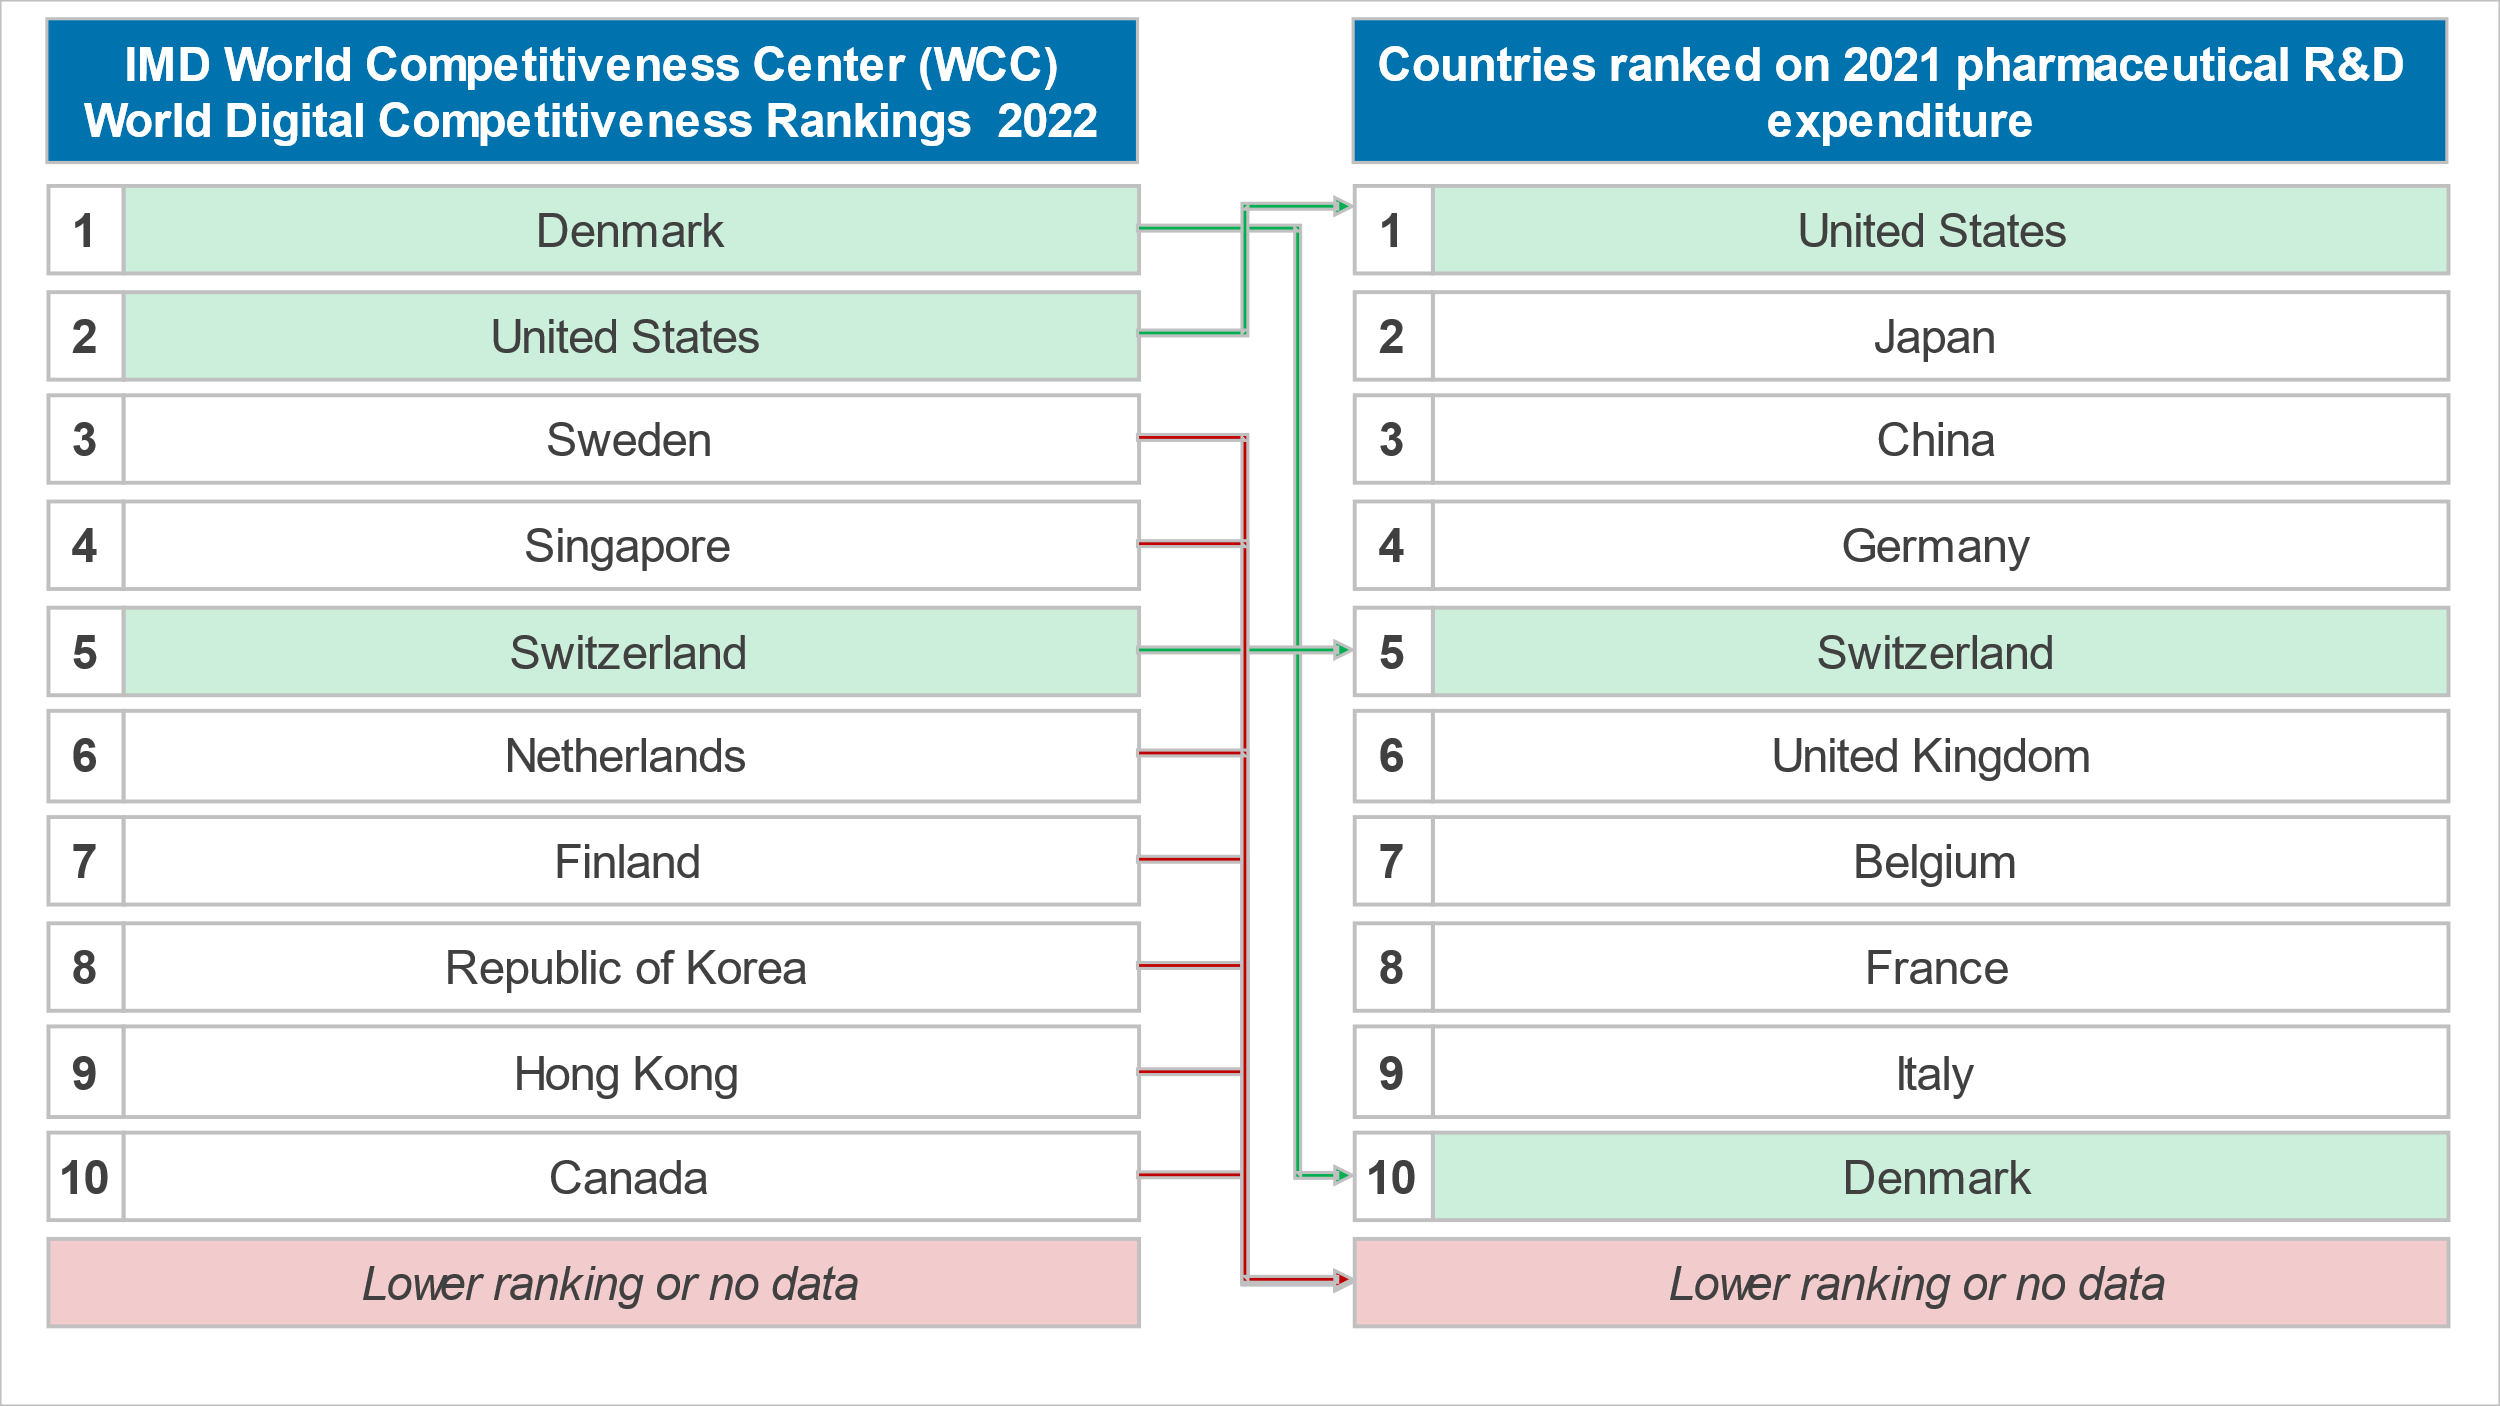 IMD World Competitiveness Center (WCC)
World Digital Competitiveness Rankings 2022
1 Denmark
2 United States
3 Sweden
4 Singapore
5 Switzerland
6 Netherlands
7 Finland
8 Republic of Korea
9 Hong Kong
10 Canada
Lower ranking or no data
Countries ranked on 2021 pharmaceutical R&D
expenditure
1 United States
2 Japan
3 China
4 Germany
5 Switzerland
6 United Kingdom
7 Belgium
8 France
9 Italy
10 Denmark
Lower ranking or no data